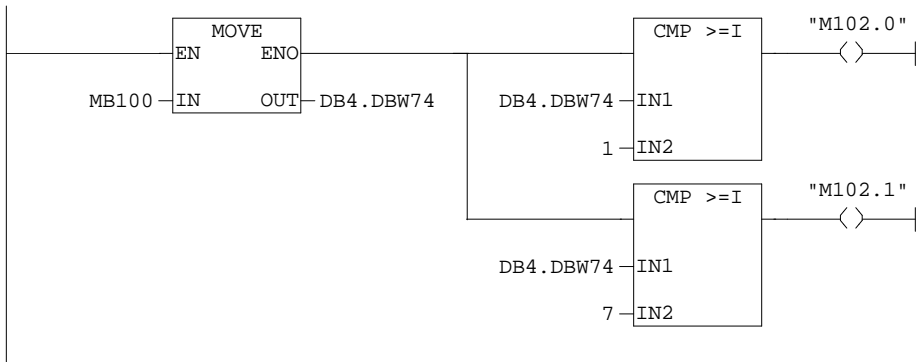 MOVE
EN ENO
MB100 IN OUT DB4.DBW74
CMP >=I
"M102.0"
DB4.DBW74 IN1
1 IN2
CMP >=I
"M102.1"
DB4.DBW74 IN1
7 IN2